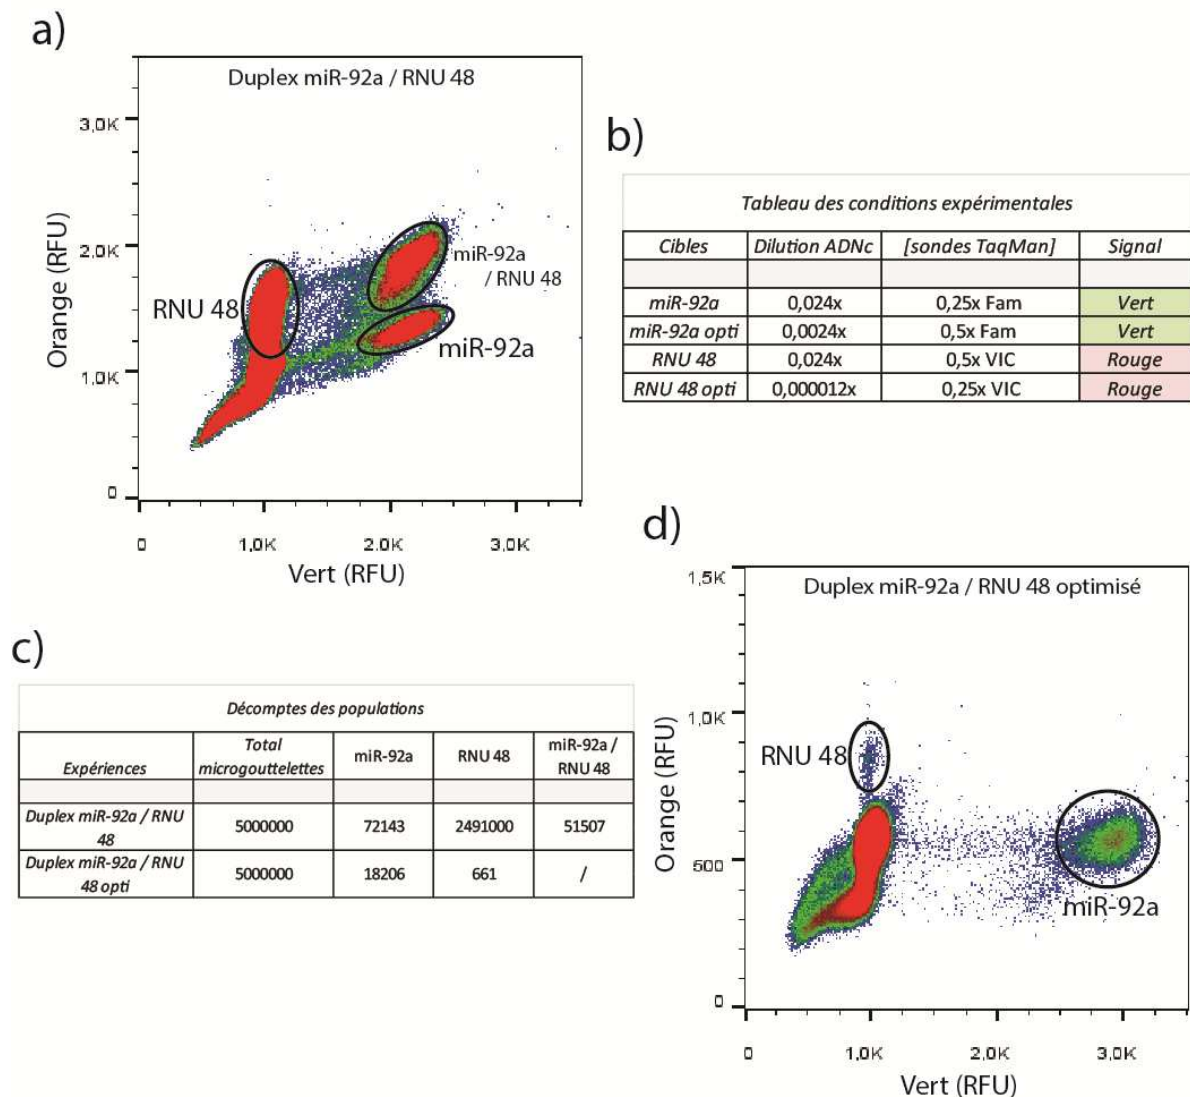 a)
Duplex miR-92a / RNU 48
3,0K
2,0K
1,0K
0
Orange (RFU)
RNU 48
miR-92a
/ RNU 48
miR-92a
0
1,0K
2,0K
3,0K
Vert (RFU)
b)
Tableau des conditions expérimentales
Cibles Dilution ADNc [sondes TaqMan] Signal
miR-92a 0,024x 0,25x Fam Vert
miR-92a opti 0,0024x 0,5x Fam Vert
RNU 48 0,024x 0,5x VIC Rouge
RNU 48 opti 0,000012x 0,25x VIC Rouge
c)
Décomptes des populations
Expériences Total microgouttelettes miR-92a RNU 48 miR-92a / RNU 48
Duplex miR-92a / RNU 48 5000000 72143 2491000 51507
Duplex miR-92a / RNU 48 opti 5000000 18206 661 /
d)
Duplex miR-92a / RNU 48 optimisé
1,5K
1,0K
500
0
Orange (RFU)
RNU 48
miR-92a
0
1,0K
2,0K
3,0K
Vert (RFU)